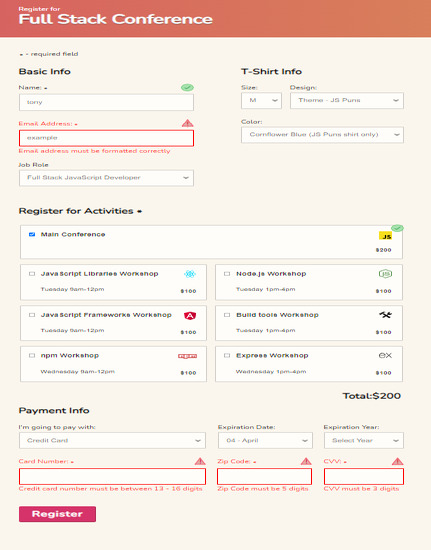 Register for
Full Stack Conference
* - required field
Basic Info
Name: *
tony
Email Address: *
example
Email address must be formatted correctly
Job Role
Full Stack JavaScript Developer
T-Shirt Info
Size:
Design:
M
Theme - JS Puns
Color:
Cornflower Blue (JS Puns shirt only)
Register for Activities *
Main Conference
JS
$200
JavaScript Libraries Workshop
Tuesday 9am-12pm
$100
Node.js Workshop
JS
Tuesday 1pm-4pm
$100
JavaScript Frameworks Workshop
A
Tuesday 9am-12pm
$100
Build tools Workshop
Tuesday 1pm-4pm
$100
npm Workshop
npm
Wednesday 9am-12pm
$100
Express Workshop
ex
Wednesday 1pm-4pm
$100
Total:$200
Payment Info
I'm going to pay with:
Credit Card
Expiration Date:
04 - April
Expiration Year:
Select Year
Card Number: *
Credit card number must be between 13 - 16 digits
Zip Code: *
Zip Code must be 5 digits
CVV: *
CVV must be 3 digits
Register